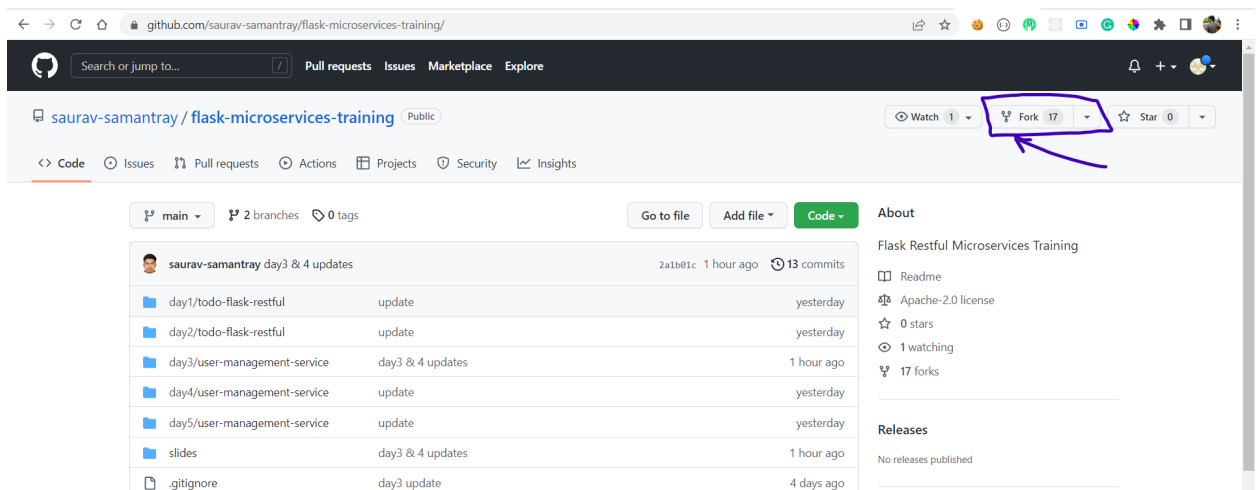 github.com/saurav-samantray/flask-microservices-training/
Search or jump to... /
Pull requests Issues Marketplace Explore
saurav-samantray / flask-microservices-training Public
Watch 1 Fork 17 Star 0
Code Issues Pull requests Actions Projects Security Insights
main 2 branches 0 tags Go to file Add file Code
saurav-samantray day3 & 4 updates 2a1b01c 1 hour ago 13 commits
day1/todo-flask-restful update yesterday
day2/todo-flask-restful update yesterday
day3/user-management-service day3 & 4 updates 1 hour ago
day4/user-management-service update yesterday
day5/user-management-service update yesterday
slides day3 & 4 updates 1 hour ago
.gitignore day3 update 4 days ago
About
Flask Restful Microservices Training
Readme
Apache-2.0 license
0 stars
1 watching
17 forks
Releases
No releases published